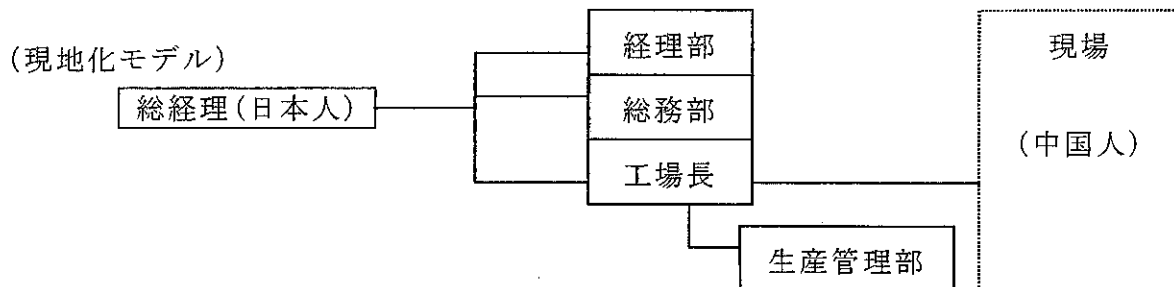 (現地化モデル)
総経理(日本人)
経理部
総務部
工場長
生産管理部
現場
(中国人)